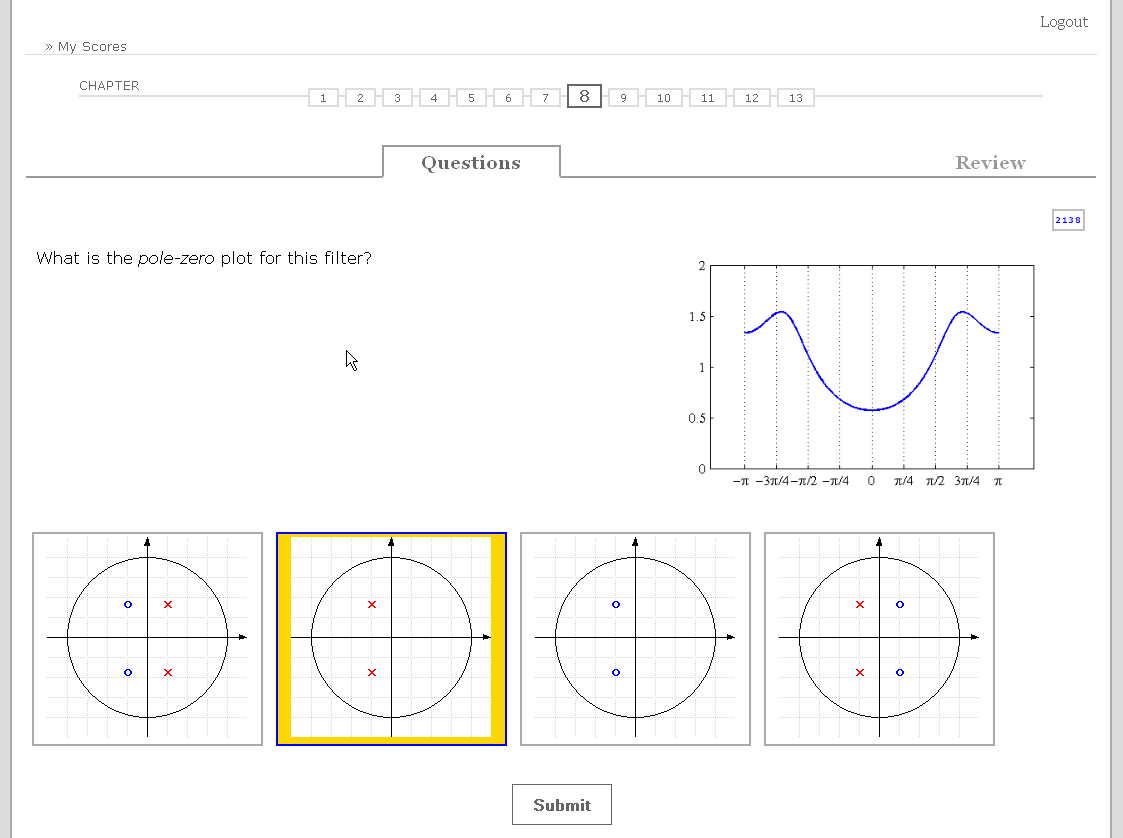 Logout
» My Scores
CHAPTER
1 2 3 4 5 6 7 8 9 10 11 12 13
Questions
Review
2138
What is the pole-zero plot for this filter?
2
1.5
1
0.5
0
−π −3π/4 −π/2 −π/4 0 π/4 π/2 3π/4 π
Submit